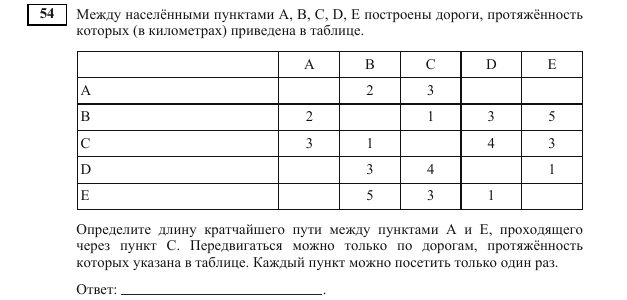 54 Между населёнными пунктами A, B, C, D, E построены дороги, протяжённость
которых (в километрах) приведена в таблице.
A B C D E
A 2 3
B 2 1 3 5
C 3 1 4 3
D 3 4 1
E 5 3 1
Определите длину кратчайшего пути между пунктами A и E, проходящего
через пункт C. Передвигаться можно только по дорогам, протяжённость
которых указана в таблице. Каждый пункт можно посетить только один раз.
Ответ: ____________________________.